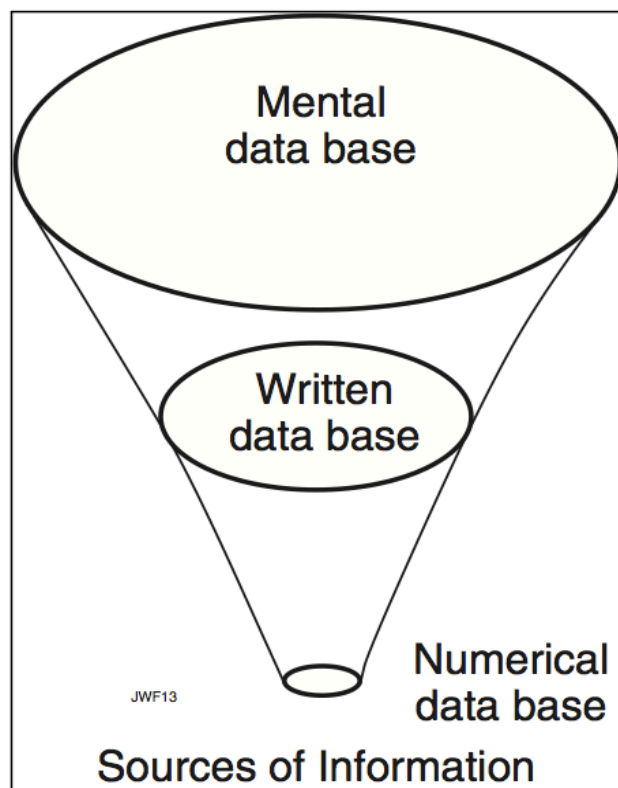 Mental
data base
Written
data base
Numerical
data base
JWF13
Sources of Information